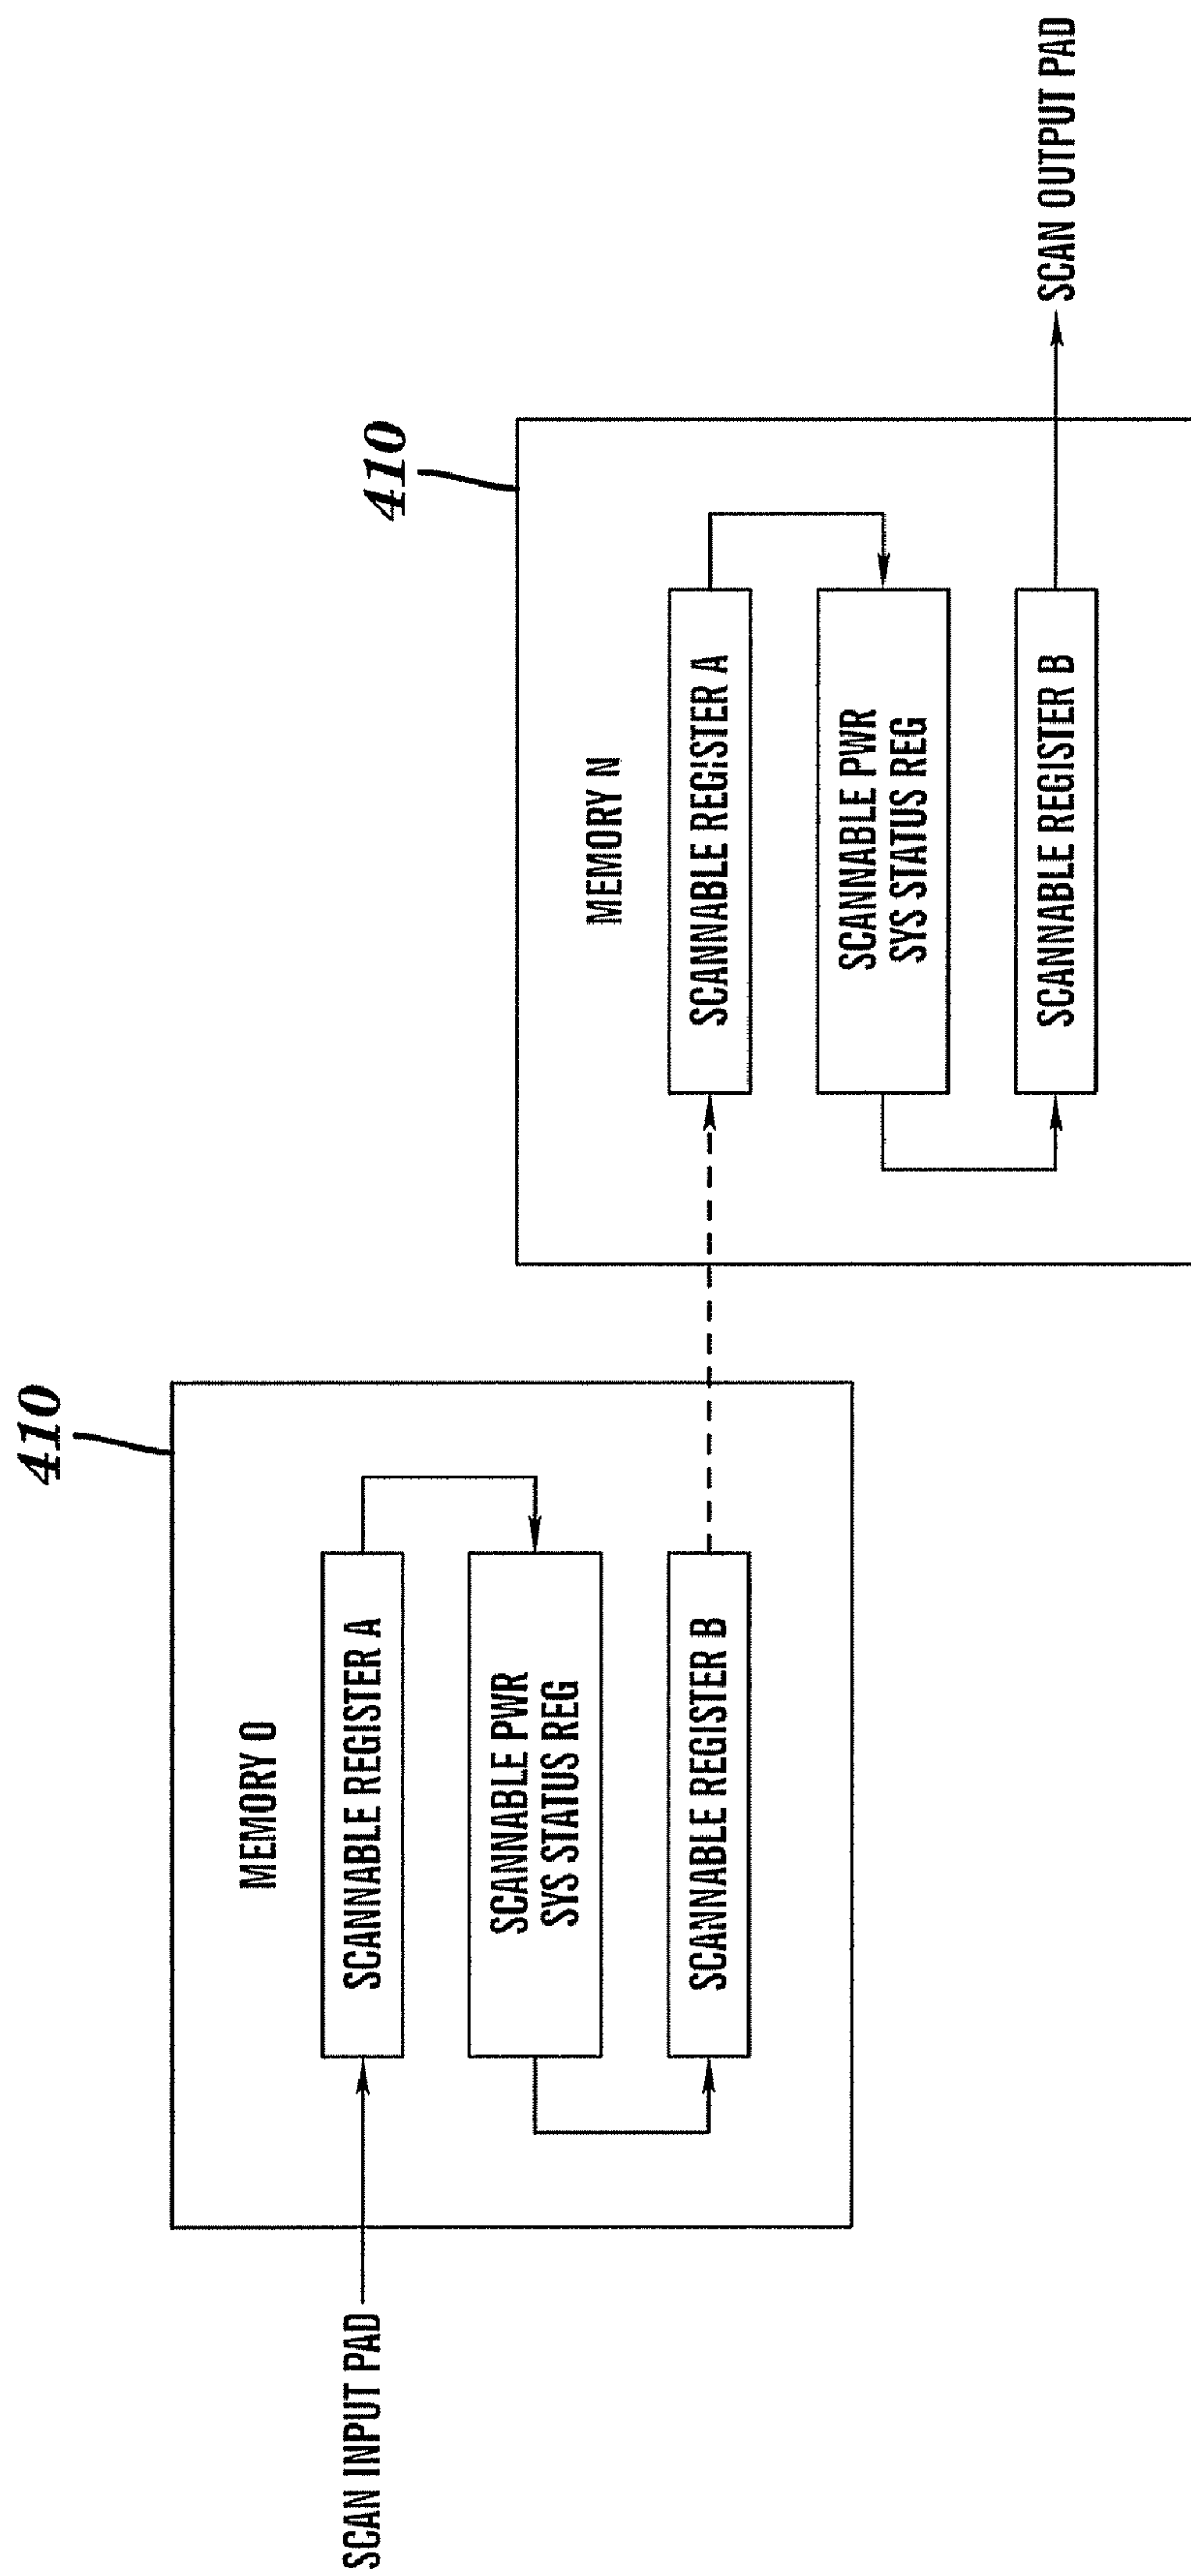 410
MEMORY 0
SCANNABLE REGISTER A
SCANNABLE PWR
SYS STATUS REG
SCANNABLE REGISTER B
SCAN INPUT PAD
410
MEMORY N
SCANNABLE REGISTER A
SCANNABLE PWR
SYS STATUS REG
SCANNABLE REGISTER B
SCAN OUTPUT PAD